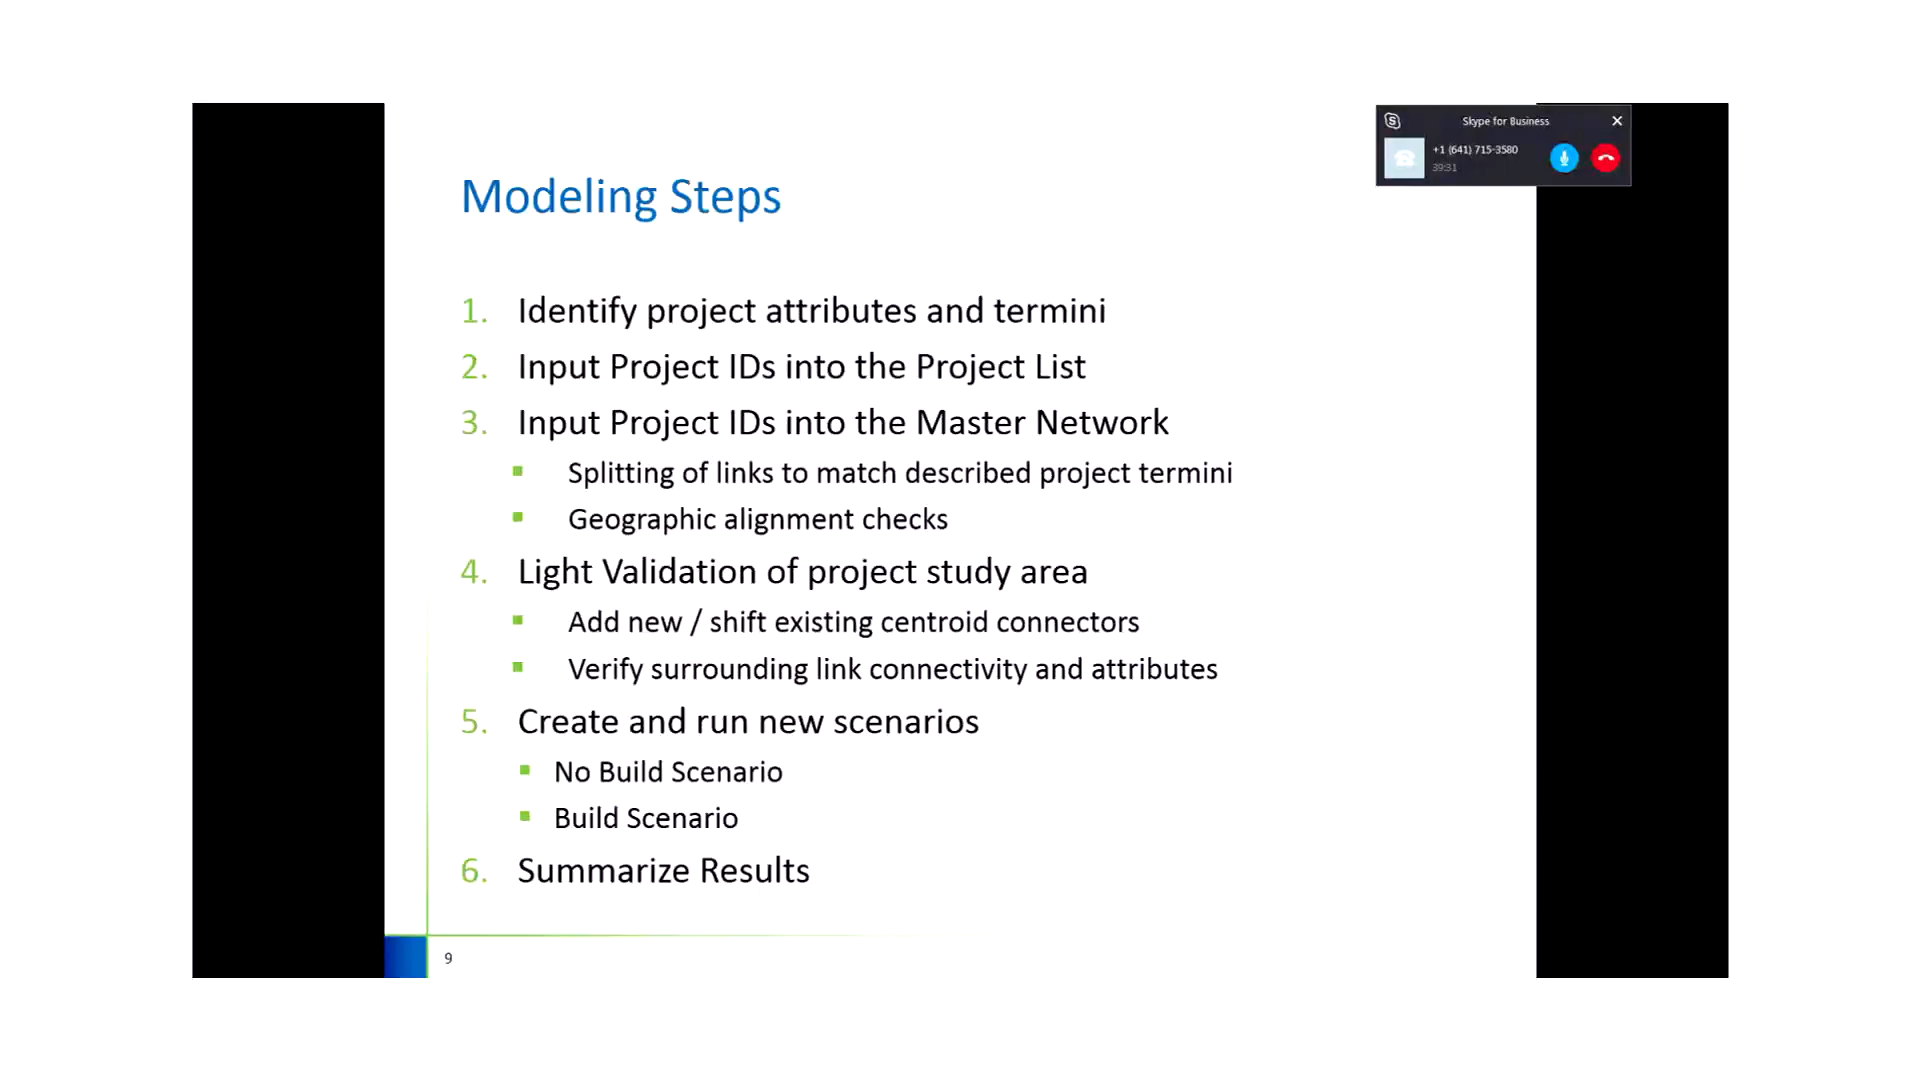 Skype for Business
+1 (641) 715-3580
39:31
Modeling Steps
1. Identify project attributes and termini
2. Input Project IDs into the Project List
3. Input Project IDs into the Master Network
▪ Splitting of links to match described project termini
▪ Geographic alignment checks
4. Light Validation of project study area
▪ Add new / shift existing centroid connectors
▪ Verify surrounding link connectivity and attributes
5. Create and run new scenarios
▪ No Build Scenario
▪ Build Scenario
6. Summarize Results
9